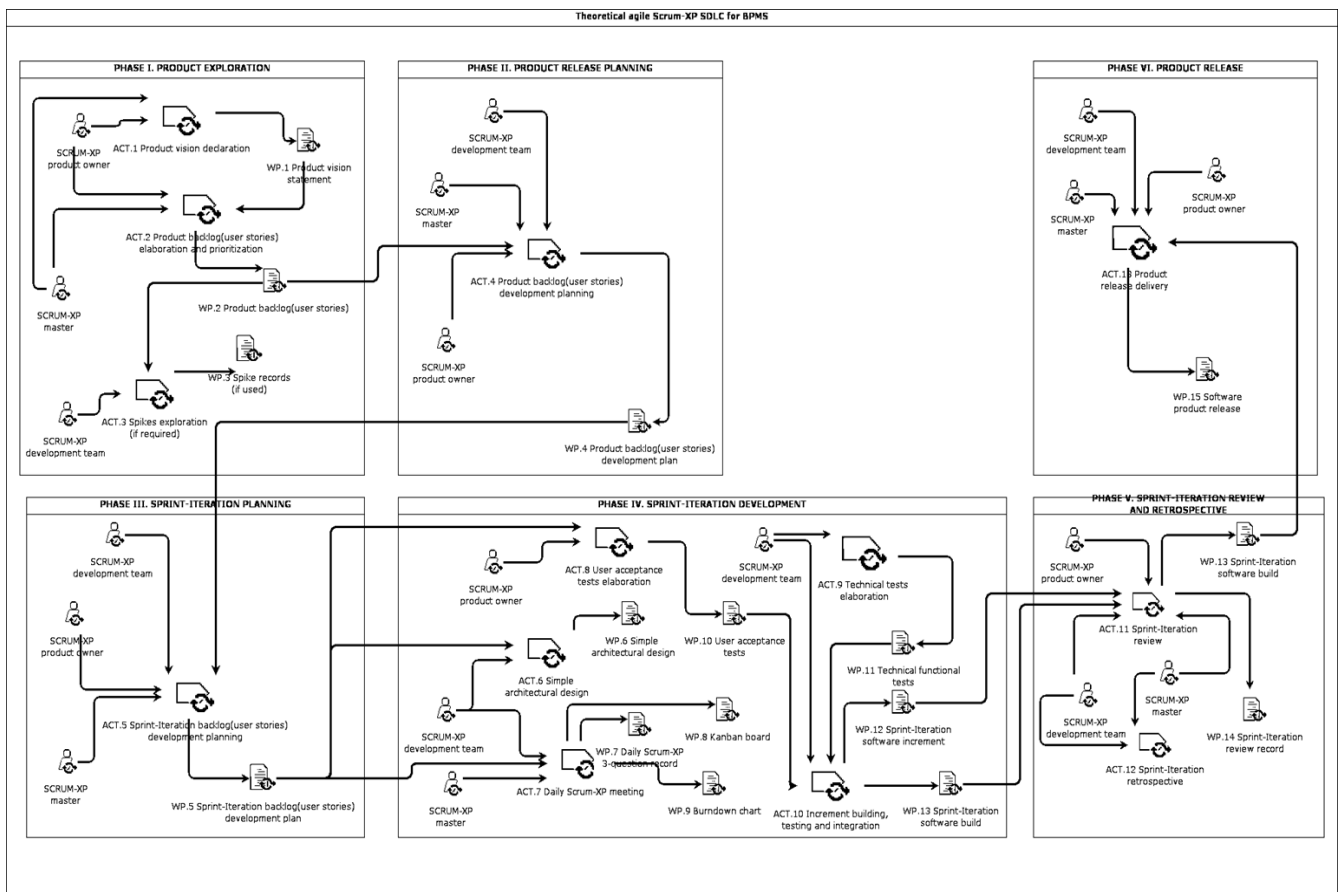 Theoretical agile Scrum-XP SDLC for BPMS
PHASE I. PRODUCT EXPLORATION
SCRUM-XP
product owner
ACT.1 Product vision declaration
WP.1 Product vision
statement
ACT.2 Product backlog(user stories)
elaboration and prioritization
WP.2 Product backlog(user stories)
SCRUM-XP
master
WP.3 Spike records
(if used)
ACT.3 Spikes exploration
(if required)
SCRUM-XP
development team
PHASE II. PRODUCT RELEASE PLANNING
SCRUM-XP
development team
SCRUM-XP
master
ACT.4 Product backlog(user stories)
development planning
SCRUM-XP
product owner
WP.4 Product backlog(user stories)
development plan
PHASE VI. PRODUCT RELEASE
SCRUM-XP
development team
SCRUM-XP
master
SCRUM-XP
product owner
ACT.13 Product
release delivery
WP.15 Software
product release
PHASE III. SPRINT-ITERATION PLANNING
SCRUM-XP
development team
SCRUM-XP
product owner
ACT.5 Sprint-Iteration backlog(user stories)
development planning
SCRUM-XP
master
WP.5 Sprint-Iteration backlog(user stories)
development plan
PHASE IV. SPRINT-ITERATION DEVELOPMENT
SCRUM-XP
product owner
ACT.8 User acceptance
tests elaboration
SCRUM-XP
development team
ACT.9 Technical tests
elaboration
WP.6 Simple
architectural design
WP.10 User acceptance
tests
ACT.6 Simple
architectural design
WP.11 Technical functional
tests
SCRUM-XP
development team
WP.7 Daily Scrum-XP
3-question record
WP.8 Kanban board
WP.12 Sprint-Iteration
software increment
SCRUM-XP
master
ACT.7 Daily Scrum-XP meeting
WP.9 Burndown chart
ACT.10 Increment building,
testing and integration
WP.13 Sprint-Iteration
software build
PHASE V. SPRINT-ITERATION REVIEW
AND RETROSPECTIVE
SCRUM-XP
product owner
WP.13 Sprint-Iteration
software build
ACT.11 Sprint-Iteration
review
SCRUM-XP
master
SCRUM-XP
development team
WP.14 Sprint-Iteration
review record
ACT.12 Sprint-Iteration
retrospective